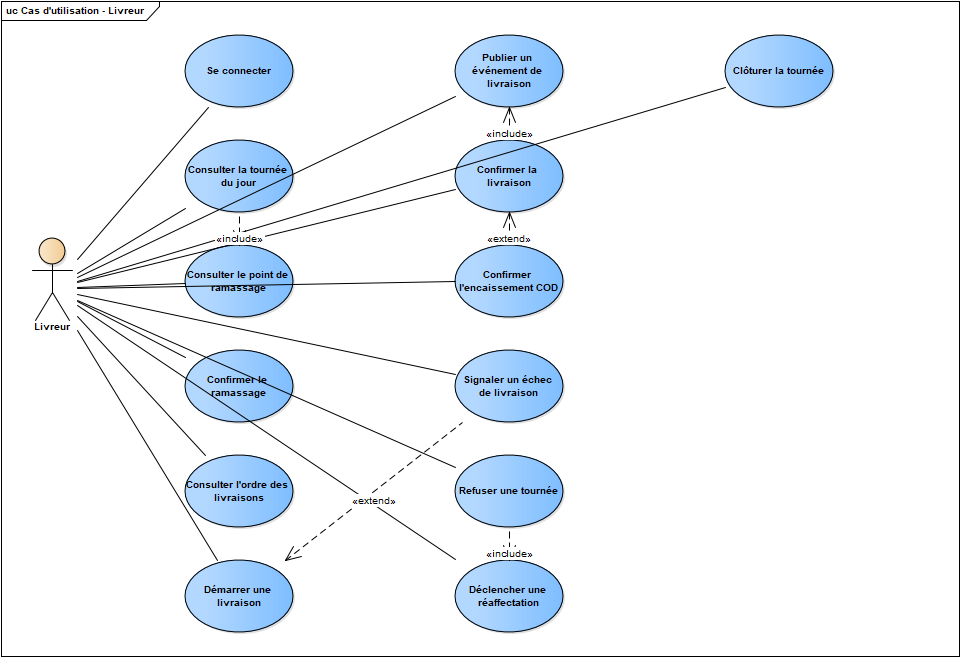 uc Cas d'utilisation - Livreur
Se connecter
Publier un
événement de
livraison
Clôturer la tournée
«include»
Consulter la tournée
du jour
Confirmer la
livraison
«include»
«extend»
Consulter le point de
ramassage
Confirmer
l'encaissement COD
Livreur
Confirmer le
ramassage
Signaler un échec
de livraison
Consulter l'ordre des
livraisons
«extend»
Refuser une tournée
«include»
Démarrer une
livraison
Déclencher une
réaffectation